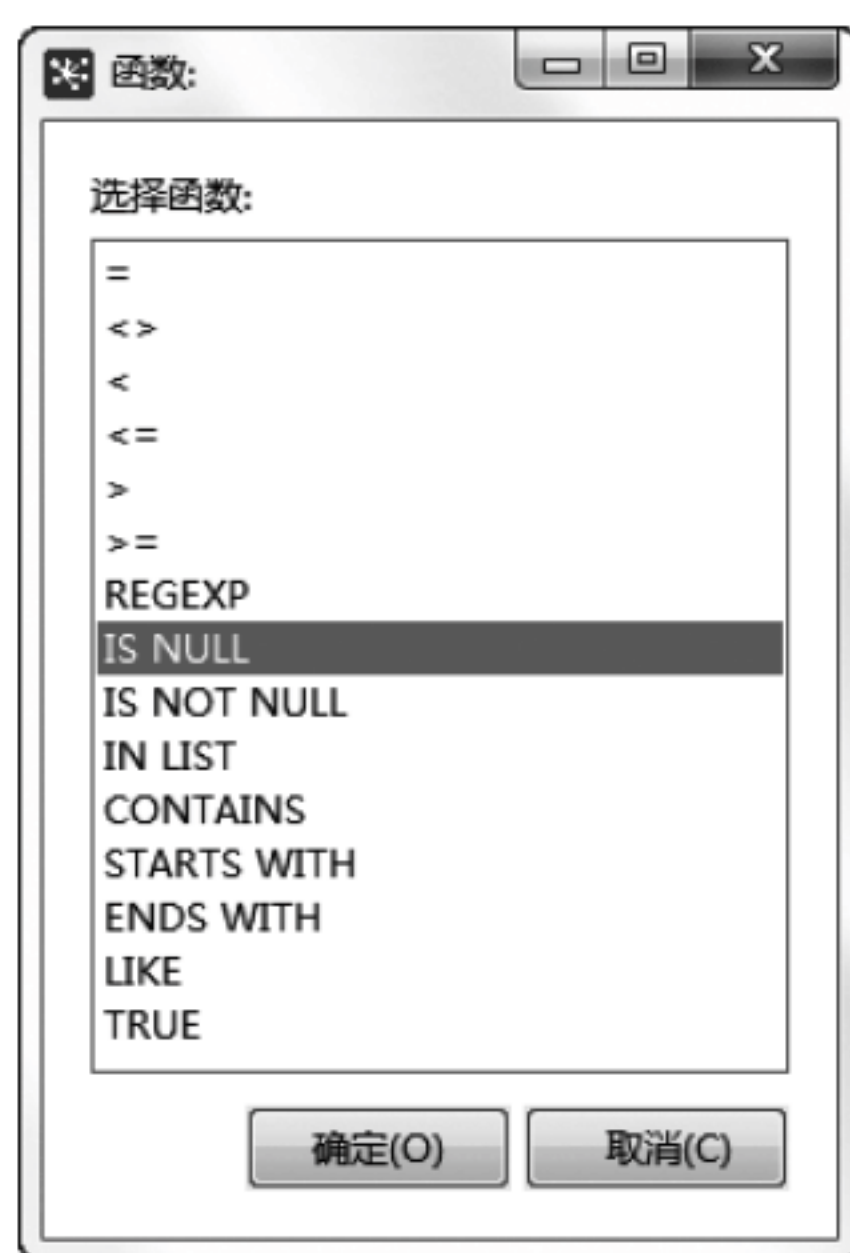 函数:
选择函数:
=
<>
<
<=
>
>=
REGEXP
IS NULL
IS NOT NULL
IN LIST
CONTAINS
STARTS WITH
ENDS WITH
LIKE
TRUE
确定(O)
取消(C)